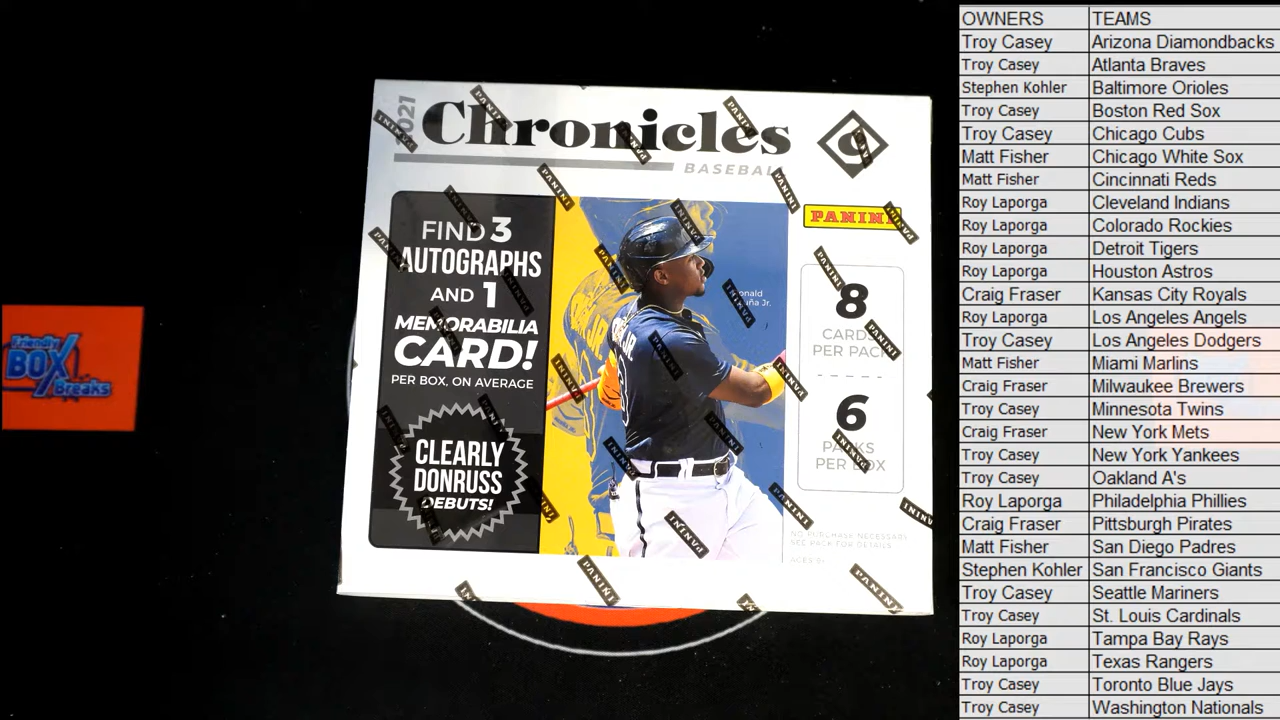 2021
Chronicles
BASEBALL
FIND 3
AUTOGRAPHS
AND 1
MEMORABILIA
CARD!
PER BOX, ON AVERAGE
CLEARLY
DONRUSS
DEBUTS!
PANINI
8
CARDS
PER PACK
6
PACKS
PER BOX
NO PURCHASE NECESSARY
SEE PACK FOR DETAILS
Friendly
BOX
Breaks
OWNERS TEAMS
Troy Casey Arizona Diamondbacks
Troy Casey Atlanta Braves
Stephen Kohler Baltimore Orioles
Troy Casey Boston Red Sox
Troy Casey Chicago Cubs
Matt Fisher Chicago White Sox
Matt Fisher Cincinnati Reds
Roy Laporga Cleveland Indians
Roy Laporga Colorado Rockies
Roy Laporga Detroit Tigers
Roy Laporga Houston Astros
Craig Fraser Kansas City Royals
Roy Laporga Los Angeles Angels
Troy Casey Los Angeles Dodgers
Matt Fisher Miami Marlins
Craig Fraser Milwaukee Brewers
Troy Casey Minnesota Twins
Craig Fraser New York Mets
Troy Casey New York Yankees
Troy Casey Oakland A's
Roy Laporga Philadelphia Phillies
Craig Fraser Pittsburgh Pirates
Matt Fisher San Diego Padres
Stephen Kohler San Francisco Giants
Troy Casey Seattle Mariners
Troy Casey St. Louis Cardinals
Roy Laporga Tampa Bay Rays
Roy Laporga Texas Rangers
Troy Casey Toronto Blue Jays
Troy Casey Washington Nationals